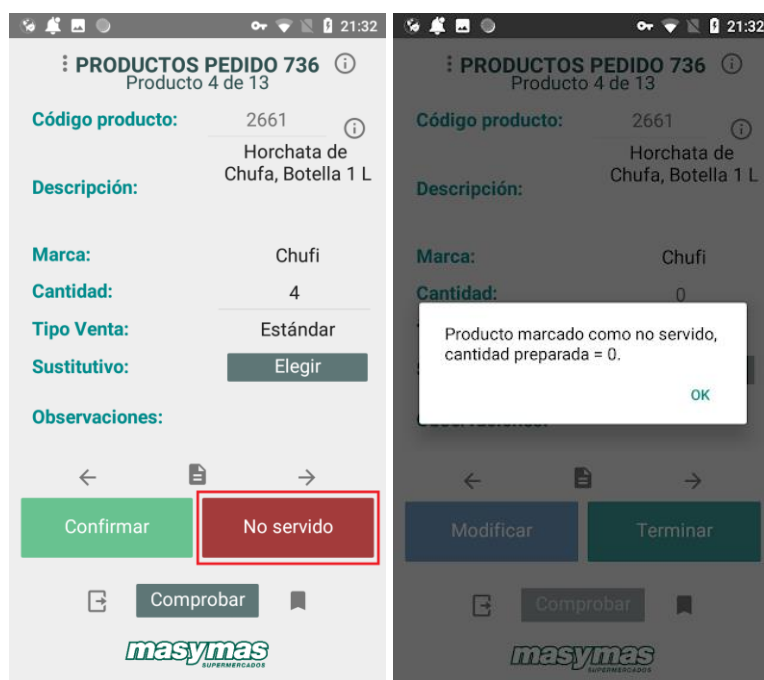 21:32
PRODUCTOS PEDIDO 736
Producto 4 de 13
Código producto: 2661
Descripción: Horchata de
Chufa, Botella 1 L
Marca: Chufi
Cantidad: 4
Tipo Venta: Estándar
Sustitutivo: Elegir
Observaciones:
Confirmar No servido
Comprobar
masymas
SUPERMERCADOS
21:32
PRODUCTOS PEDIDO 736
Producto 4 de 13
Código producto: 2661
Descripción: Horchata de
Chufa, Botella 1 L
Marca: Chufi
Cantidad: 0
Producto marcado como no servido,
cantidad preparada = 0.
OK
Modificar Terminar
Comprobar
masymas
SUPERMERCADOS